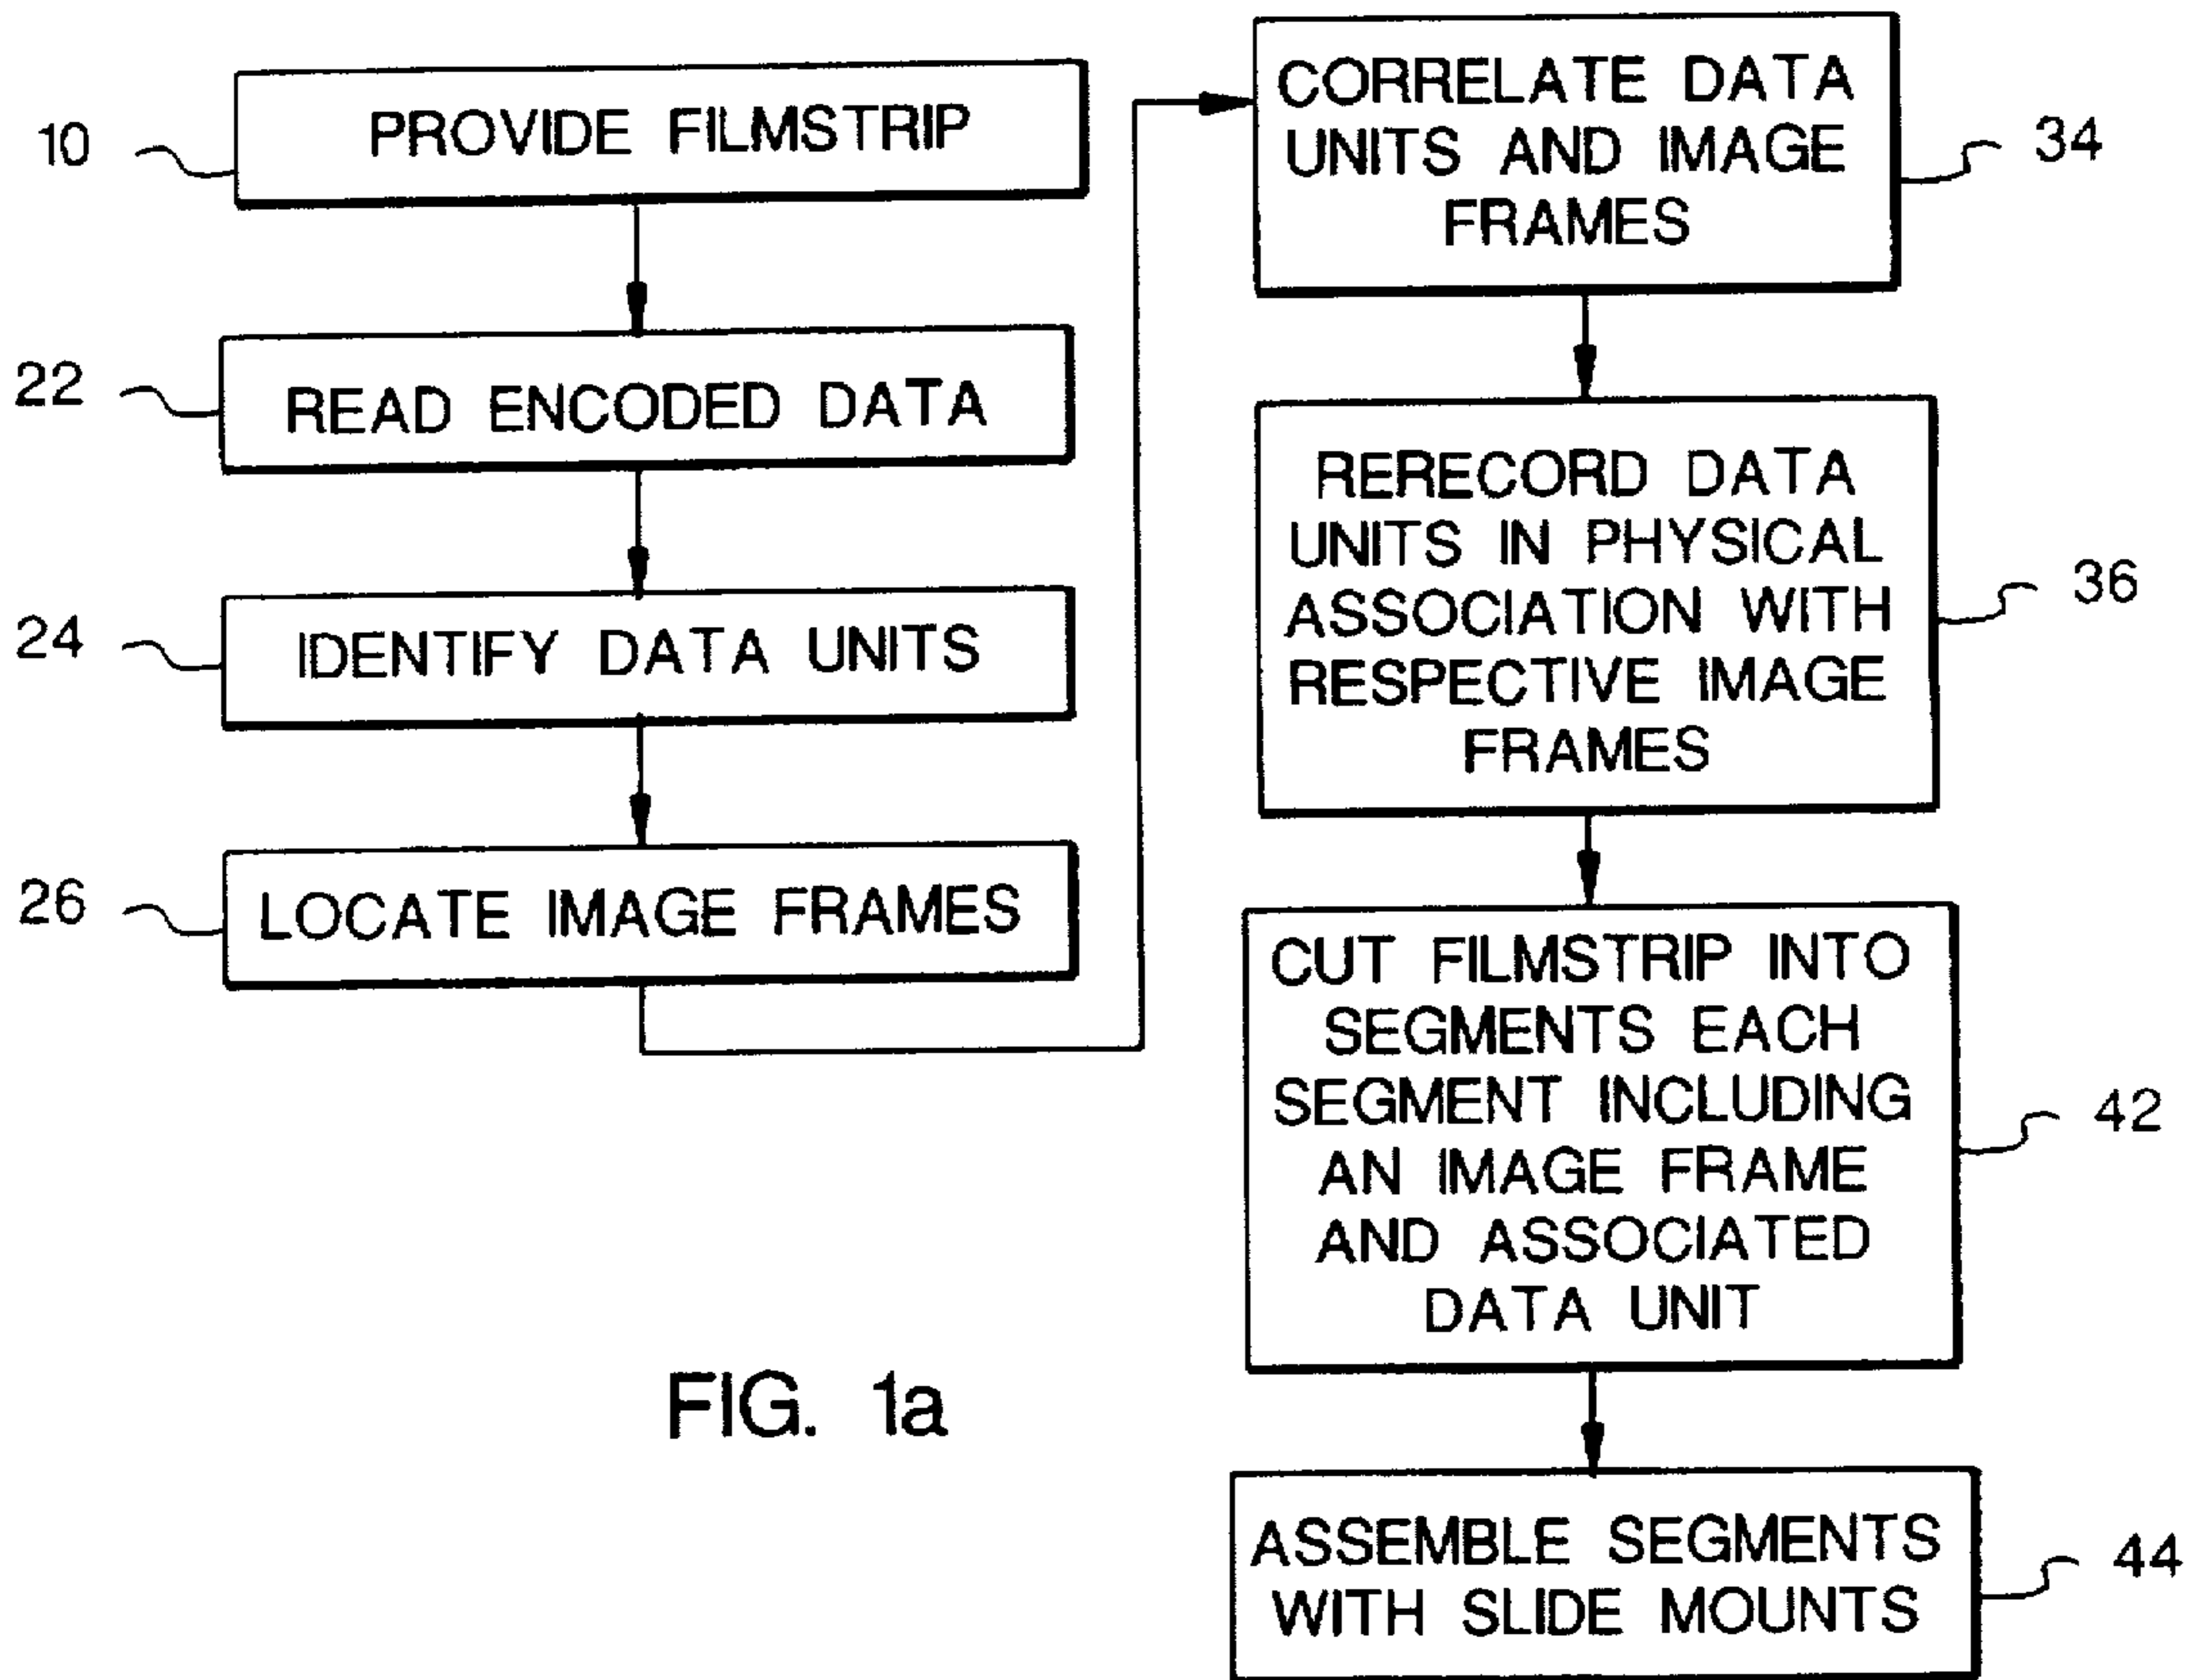 10
PROVIDE FILMSTRIP
22
READ ENCODED DATA
24
IDENTIFY DATA UNITS
26
LOCATE IMAGE FRAMES
CORRELATE DATA
UNITS AND IMAGE
FRAMES
34
RERECORD DATA
UNITS IN PHYSICAL
ASSOCIATION WITH
RESPECTIVE IMAGE
FRAMES
36
CUT FILMSTRIP INTO
SEGMENTS EACH
SEGMENT INCLUDING
AN IMAGE FRAME
AND ASSOCIATED
DATA UNIT
42
ASSEMBLE SEGMENTS
WITH SLIDE MOUNTS
44
FIG. 1a